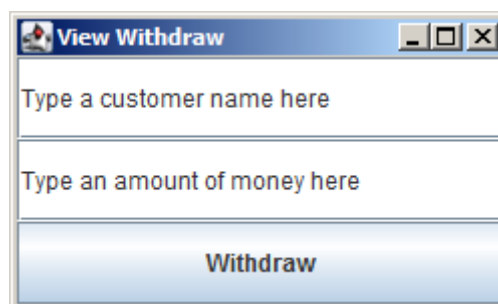 View Withdraw
Type a customer name here
Type an amount of money here
Withdraw